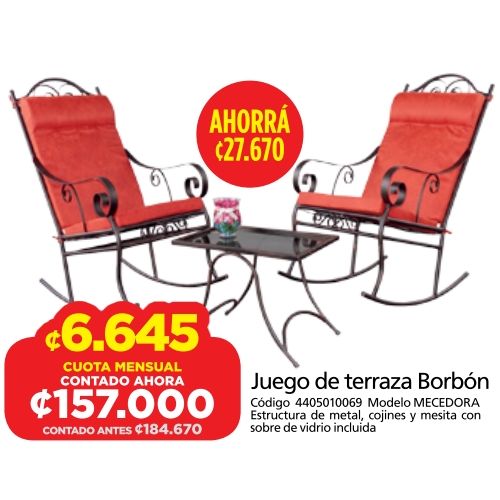 AHORRÁ
¢27.670
¢6.645
CUOTA MENSUAL
CONTADO AHORA
¢157.000
CONTADO ANTES ¢184.670
Juego de terraza Borbón
Código 4405010069 Modelo MECEDORA
Estructura de metal, cojines y mesita con
sobre de vidrio incluida